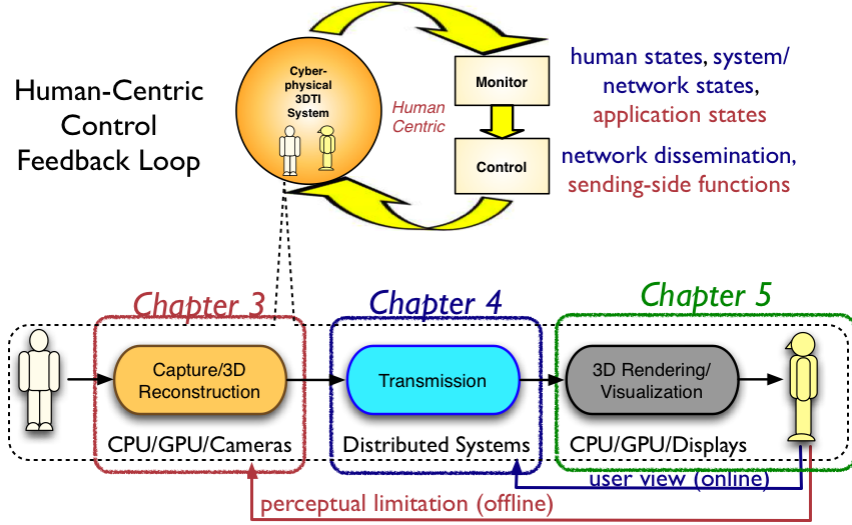 Human-Centric
Control
Feedback Loop
Cyber-
physical
3DTI
System
Human
Centric
Monitor
Control
human states, system/
network states,
application states
network dissemination,
sending-side functions
Chapter 3
Chapter 4
Chapter 5
Capture/3D
Reconstruction
Transmission
3D Rendering/
Visualization
CPU/GPU/Cameras
Distributed Systems
CPU/GPU/Displays
user view (online)
perceptual limitation (offline)